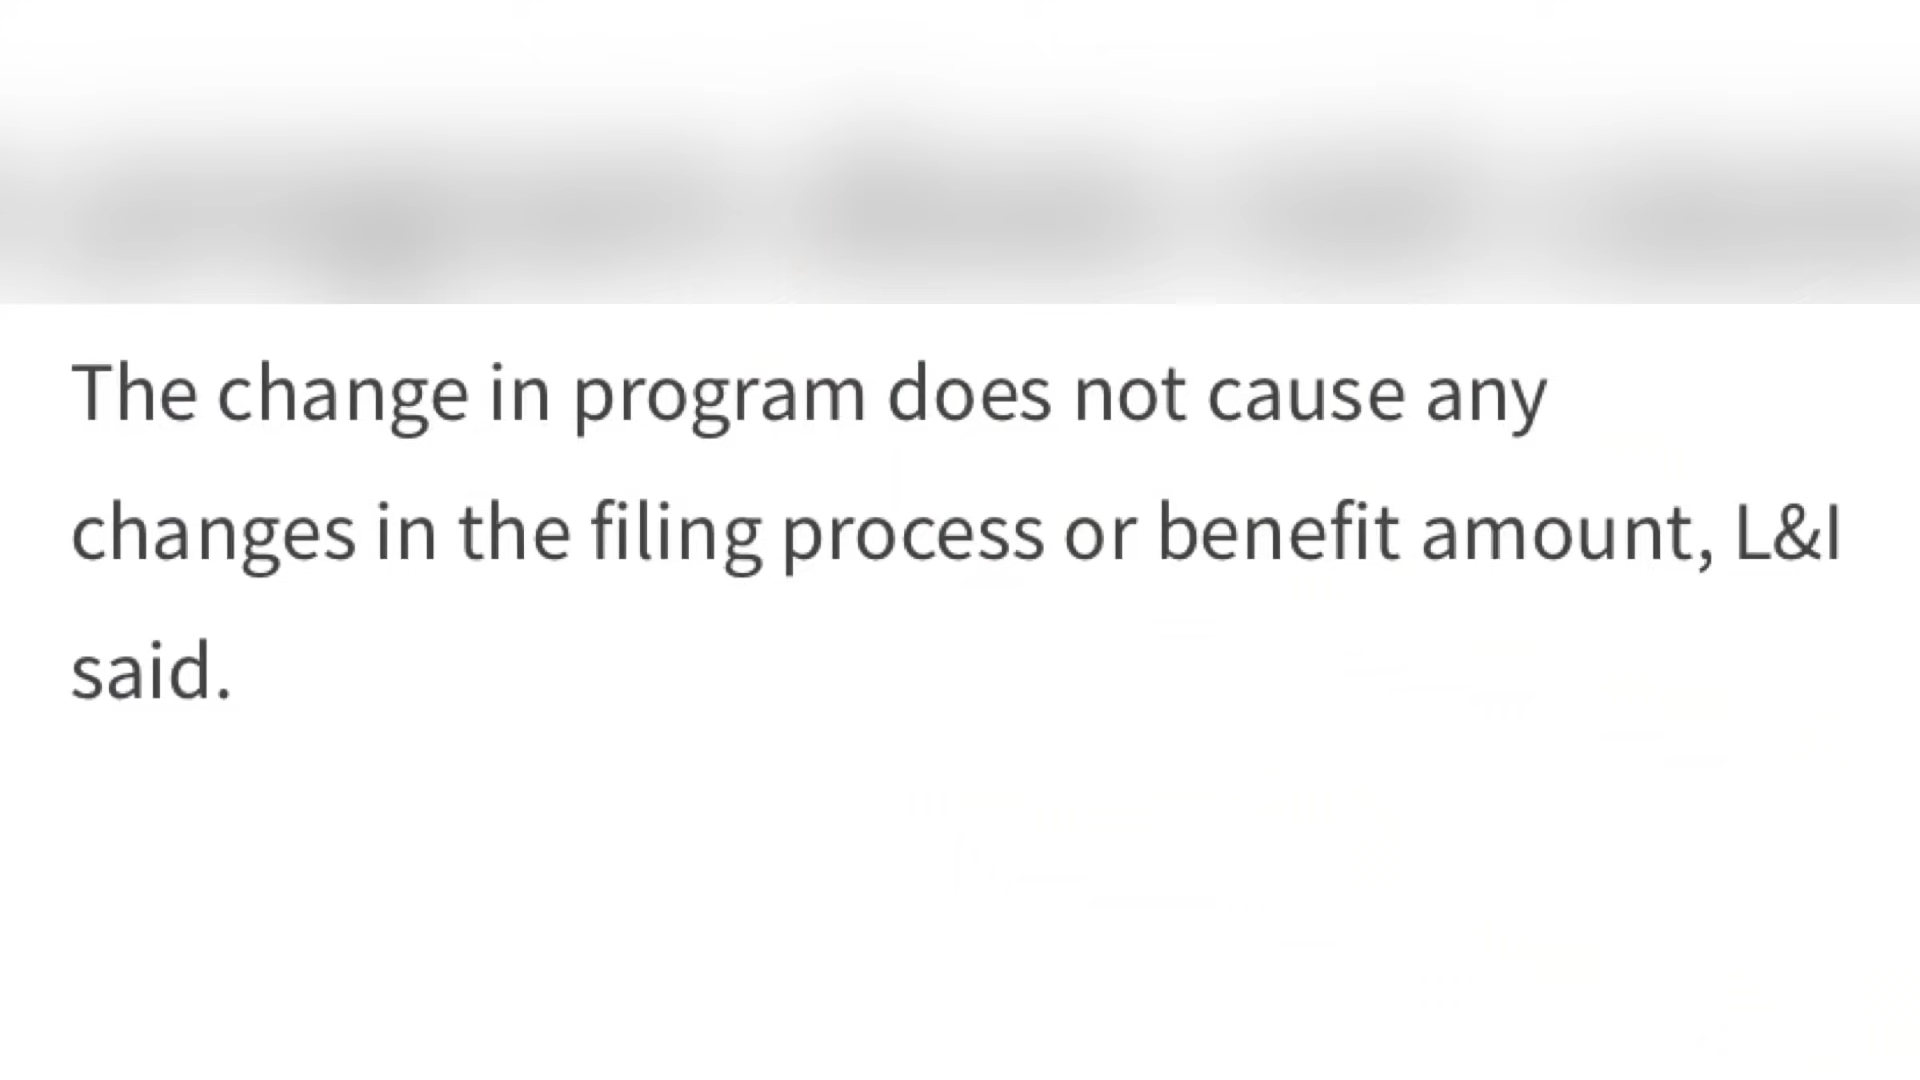 The change in program does not cause any
changes in the filing process or benefit amount, L&I
said.